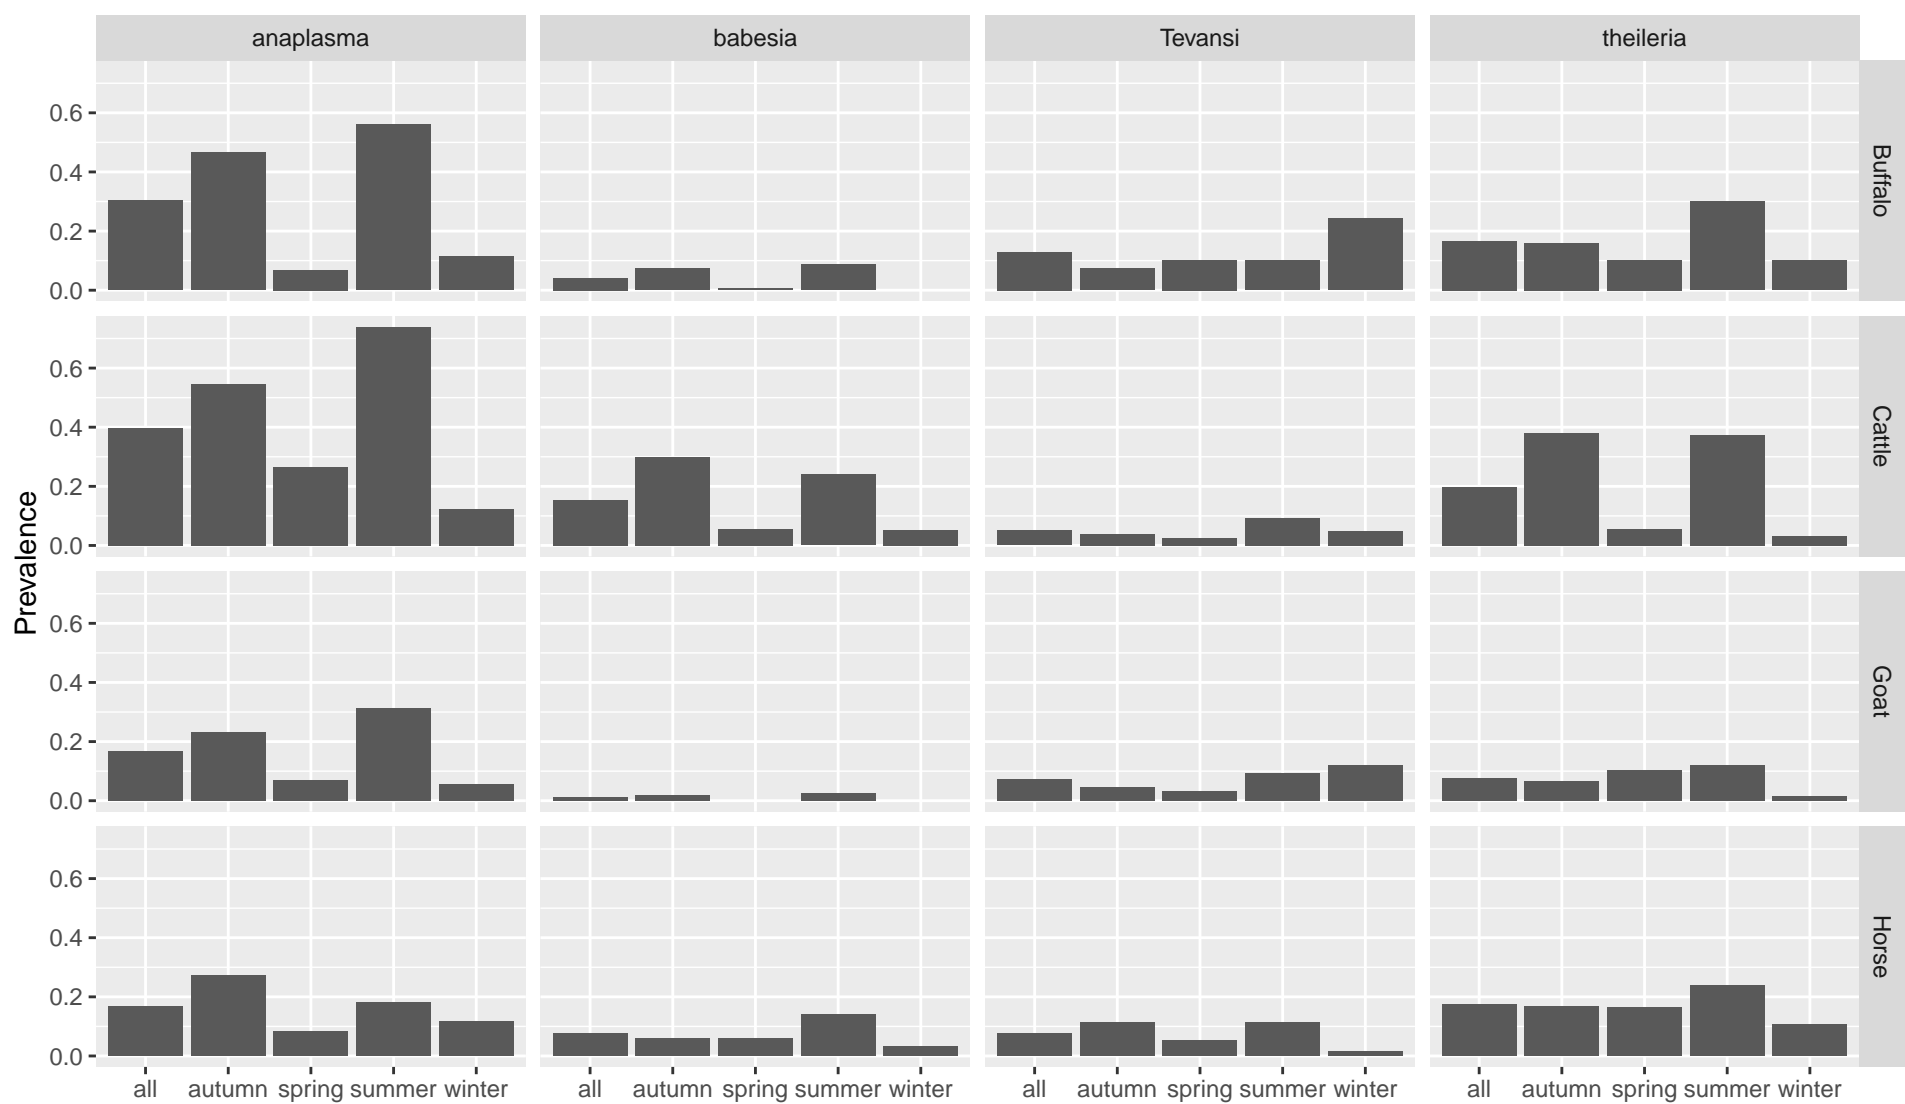 anaplasma babesia Tevansi theileria
Prevalence
0.6
0.4
0.2
0.0
Buffalo
0.6
0.4
0.2
0.0
Cattle
0.6
0.4
0.2
0.0
Goat
0.6
0.4
0.2
0.0
Horse
all autumn spring summer winter all autumn spring summer winter all autumn spring summer winter all autumn spring summer winter